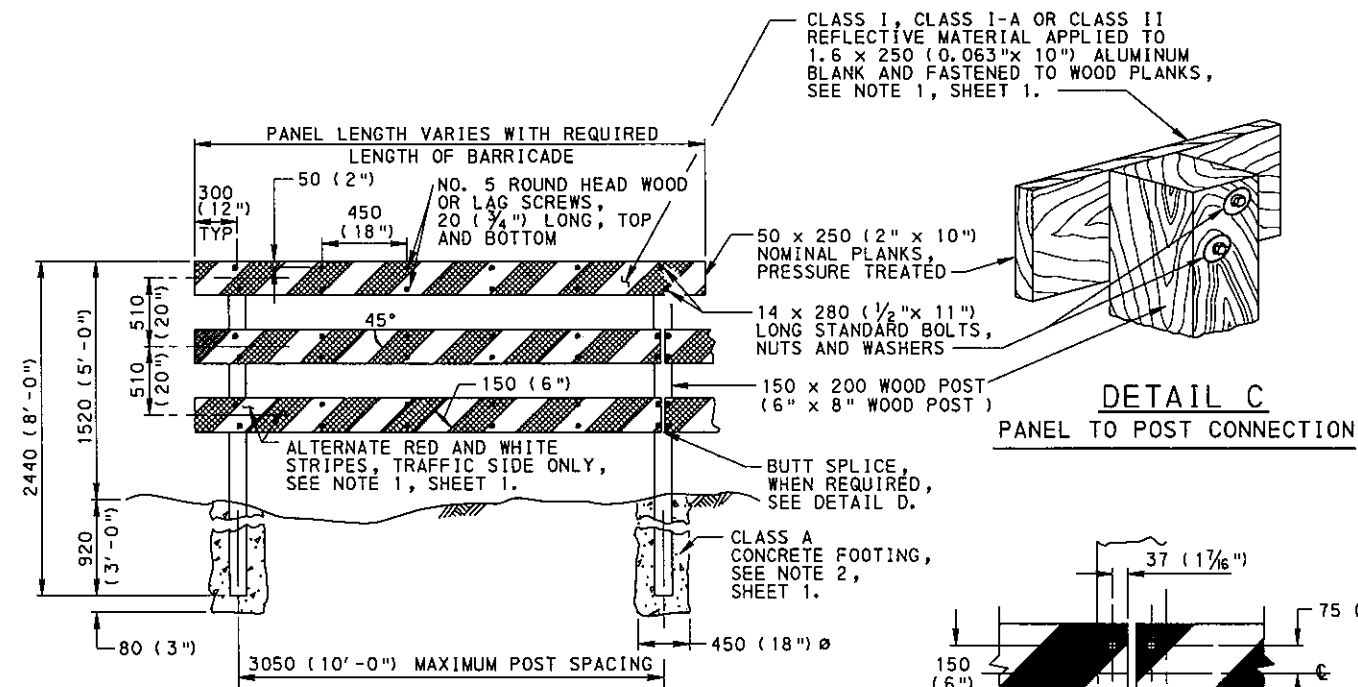 CLASS I, CLASS I-A OR CLASS II
REFLECTIVE MATERIAL APPLIED TO
1.6 x 250 (0.063"x 10") ALUMINUM
BLANK AND FASTENED TO WOOD PLANKS,
SEE NOTE 1, SHEET 1.
PANEL LENGTH VARIES WITH REQUIRED
LENGTH OF BARRICADE
50 (2")
300
(12")
TYP
450
(18")
NO. 5 ROUND HEAD WOOD
OR LAG SCREWS,
20 (3/4") LONG, TOP
AND BOTTOM
50 x 250 (2" x 10")
NOMINAL PLANKS,
PRESSURE TREATED
14 x 280 (1/2"x 11")
LONG STANDARD BOLTS,
NUTS AND WASHERS
150 x 200 WOOD POST
(6" x 8" WOOD POST )
DETAIL C
PANEL TO POST CONNECTION
2440 (8'-0")
1520 (5'-0")
510
(20")
510
(20")
45°
150 (6")
ALTERNATE RED AND WHITE
STRIPES, TRAFFIC SIDE ONLY,
SEE NOTE 1, SHEET 1.
BUTT SPLICE,
WHEN REQUIRED,
SEE DETAIL D.
920
(3'-0")
CLASS A
CONCRETE FOOTING,
SEE NOTE 2,
SHEET 1.
80 (3")
450 (18") Ø
3050 (10'-0") MAXIMUM POST SPACING
37 (1 7/16")
75 (
150
(6")
℄